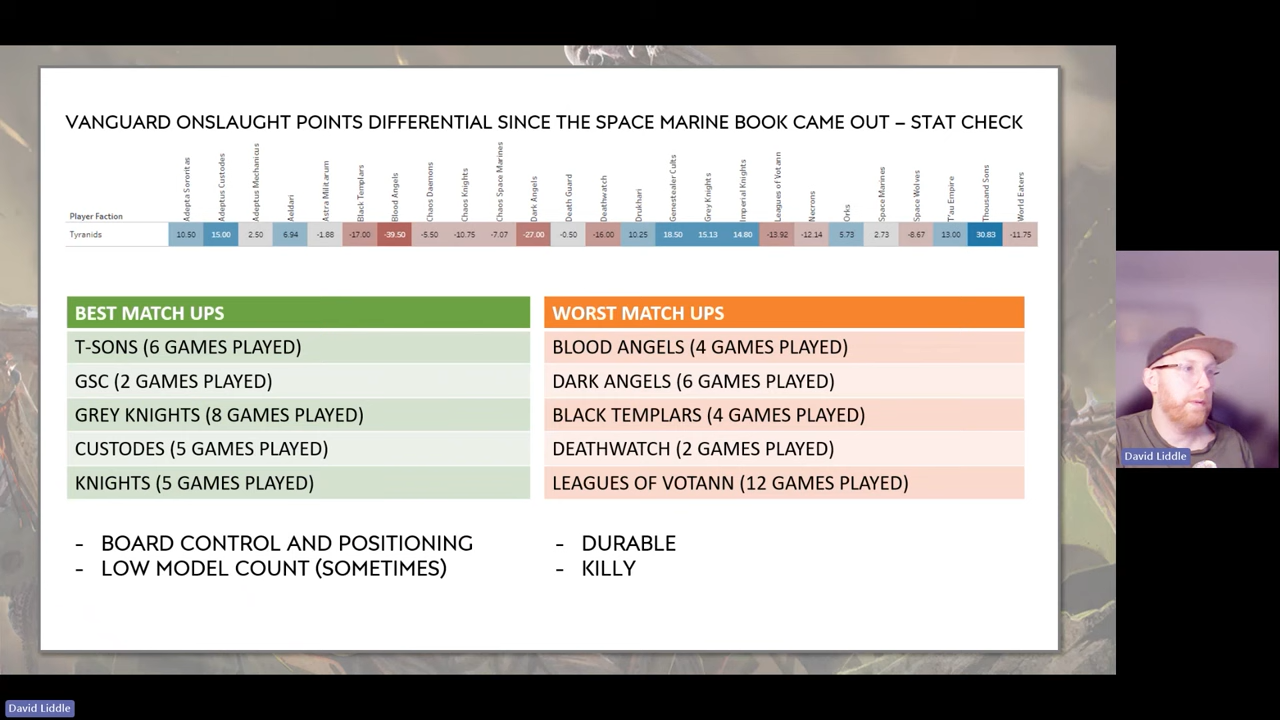 VANGUARD ONSLAUGHT POINTS DIFFERENTIAL SINCE THE SPACE MARINE BOOK CAME OUT – STAT CHECK
Player Faction
Adepta Sororitas
Adeptus Custodes
Adeptus Mechanicus
Aeldari
Astra Militarum
Black Templars
Blood Angels
Chaos Daemons
Chaos Knights
Chaos Space Marines
Dark Angels
Death Guard
Deathwatch
Drukhari
Genestealer Cults
Grey Knights
Imperial Knights
Leagues of Votann
Necrons
Orks
Space Marines
Space Wolves
T'au Empire
Thousand Sons
World Eaters
Tyranids 10.50 15.00 2.50 6.94 -1.88 -17.00 -39.50 -5.50 -10.75 -7.07 -27.00 -0.50 -16.00 10.25 18.50 15.13 14.80 -13.92 -12.14 5.73 2.73 -8.67 13.00 30.83 -11.75
BEST MATCH UPS
T-SONS (6 GAMES PLAYED)
GSC (2 GAMES PLAYED)
GREY KNIGHTS (8 GAMES PLAYED)
CUSTODES (5 GAMES PLAYED)
KNIGHTS (5 GAMES PLAYED)
- BOARD CONTROL AND POSITIONING
- LOW MODEL COUNT (SOMETIMES)
WORST MATCH UPS
BLOOD ANGELS (4 GAMES PLAYED)
DARK ANGELS (6 GAMES PLAYED)
BLACK TEMPLARS (4 GAMES PLAYED)
DEATHWATCH (2 GAMES PLAYED)
LEAGUES OF VOTANN (12 GAMES PLAYED)
- DURABLE
- KILLY
David Liddle
David Liddle